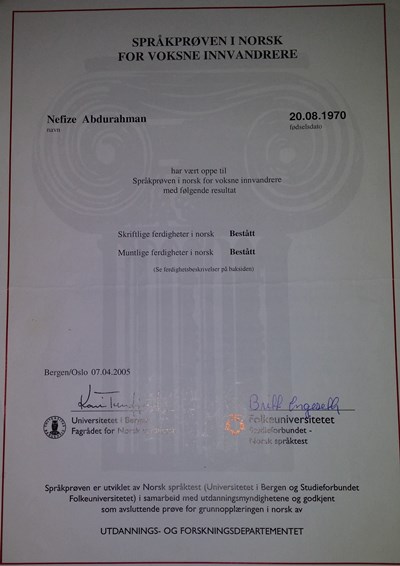 SPRÅKPRØVEN I NORSK
FOR VOKSNE INNVANDRERE
Nefize Abdurahman
navn
20.08.1970
fødselsdato
har vært oppe til
Språkprøven i norsk for voksne innvandrere
med følgende resultat
Skriftlige ferdigheter i norsk Bestått
Muntlige ferdigheter i norsk Bestått
(Se ferdighetsbeskrivelser på baksiden)
Bergen/Oslo 07.04.2005
Universitetet i
Fagrådet for Norsk
Folkeuniversitetet
Studieforbundet -
Norsk språktest
Språkprøven er utviklet av Norsk språktest (Universitetet i Bergen og Studieforbundet
Folkeuniversitetet) i samarbeid med utdanningsmyndighetene og godkjent
som avsluttende prøve for grunnopplæringen i norsk av
UTDANNINGS- OG FORSKNINGSDEPARTEMENTET